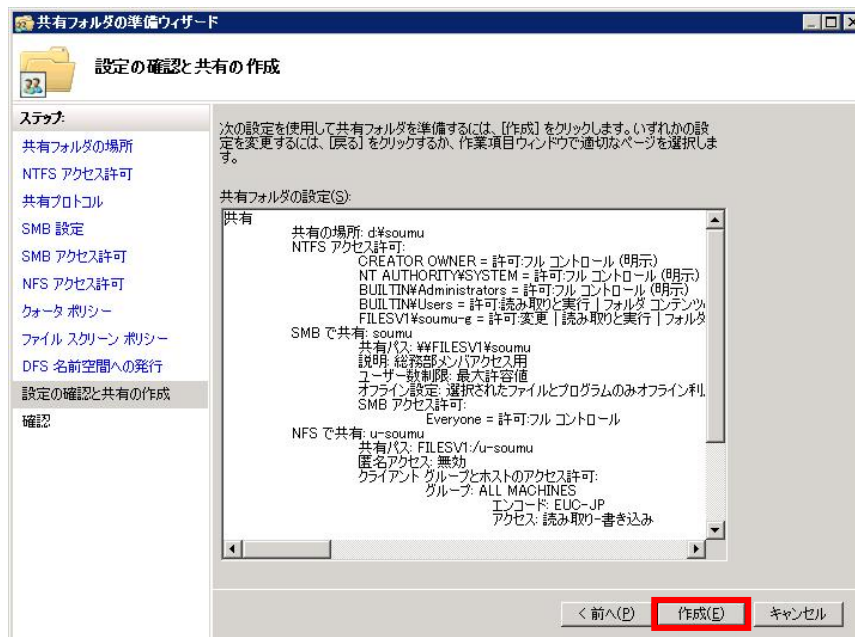 共有フォルダの準備ウィザード
設定の確認と共有の作成
ステップ:
共有フォルダの場所
NTFS アクセス許可
共有プロトコル
SMB 設定
SMB アクセス許可
NFS アクセス許可
クォータ ポリシー
ファイル スクリーン ポリシー
DFS 名前空間への発行
設定の確認と共有の作成
確認
次の設定を使用して共有フォルダを準備するには、[作成] をクリックします。いずれかの設
定を変更するには、[戻る] をクリックするか、作業項目ウィンドウで適切なページを選択しま
す。
共有フォルダの設定(S):
共有
共有の場所: d¥soumu
NTFS アクセス許可:
CREATOR OWNER = 許可:フル コントロール (明示)
NT AUTHORITY¥SYSTEM = 許可:フル コントロール (明示)
BUILTIN¥Administrators = 許可:フル コントロール (明示)
BUILTIN¥Users = 許可:読み取りと実行 | フォルダ コンテンツ
FILESV1¥soumu-g = 許可:変更 | 読み取りと実行 | フォルダ
SMB で共有: soumu
共有パス: ¥¥FILESV1¥soumu
説明: 総務部メンバアクセス用
ユーザー数制限: 最大許容値
オフライン設定: 選択されたファイルとプログラムのみオフライン利
SMB アクセス許可:
Everyone = 許可:フル コントロール
NFS で共有: u-soumu
共有パス: FILESV1:/u-soumu
匿名アクセス: 無効
クライアント グループとホストのアクセス許可:
グループ: ALL MACHINES
エンコード: EUC-JP
アクセス: 読み取り-書き込み
< 前へ(P)
作成(E)
キャンセル